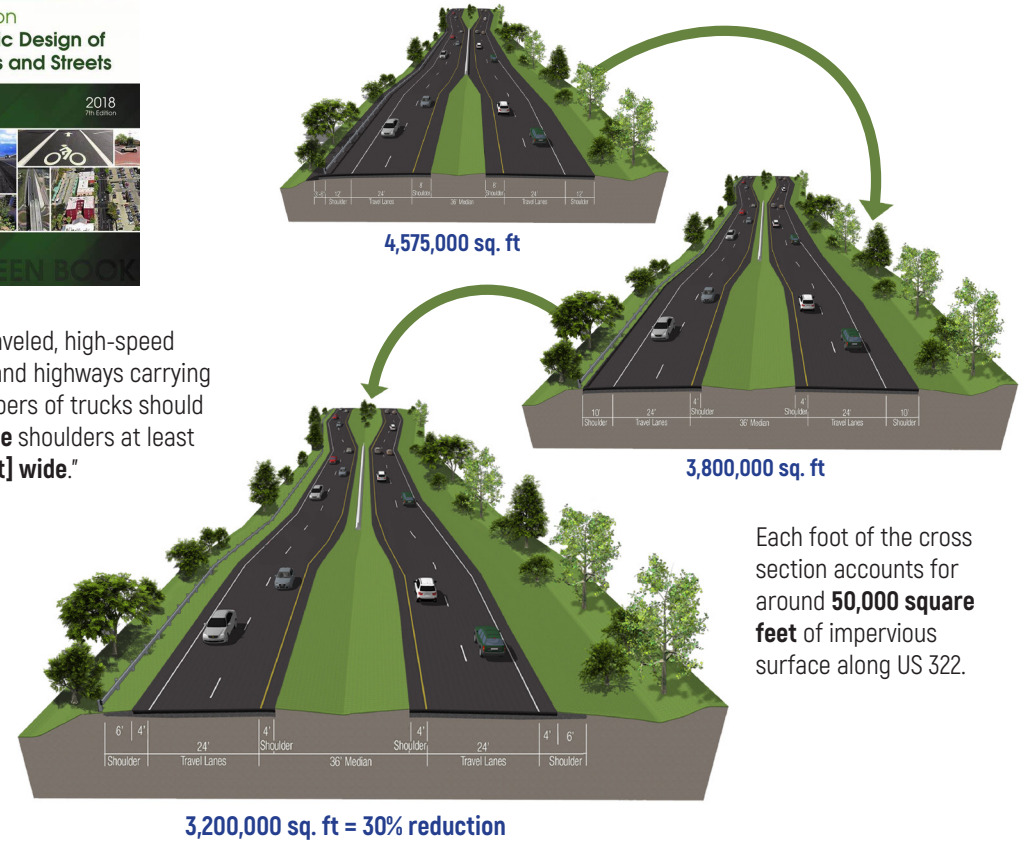 on
ic Design of
s and Streets
2018
7th Edition
EEN BOOK
12'
Shoulder
24'
Travel Lanes
8'
Shoulder
36' Median
8'
Shoulder
24'
Travel Lanes
12'
Shoulder
4,575,000 sq. ft
10'
Shoulder
24'
Travel Lanes
4'
Shoulder
36' Median
4'
Shoulder
24'
Travel Lanes
10'
Shoulder
3,800,000 sq. ft
aveled, high-speed
and highways carrying
bers of trucks should
e shoulders at least
t] wide."
Each foot of the cross
section accounts for
around 50,000 square
feet of impervious
surface along US 322.
6'
4'
Shoulder
24'
Travel Lanes
4'
Shoulder
36' Median
4'
Shoulder
24'
Travel Lanes
4'
6'
Shoulder
3,200,000 sq. ft = 30% reduction